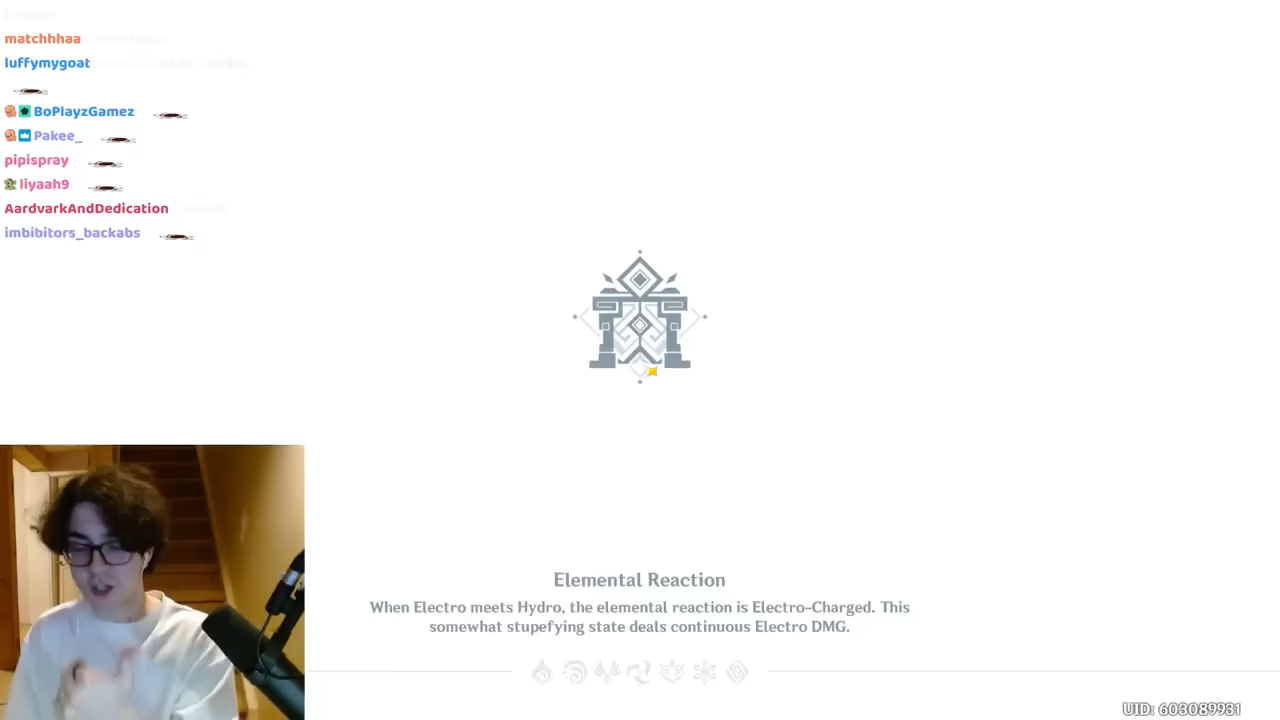 matchhhaa
luffymygoat
BoPlayzGamez
Pakee_
pipispray
liyaah9
AardvarkAndDedication
imbibitors_backabs
Elemental Reaction
When Electro meets Hydro, the elemental reaction is Electro-Charged. This
somewhat stupefying state deals continuous Electro DMG.
UID: 603089931